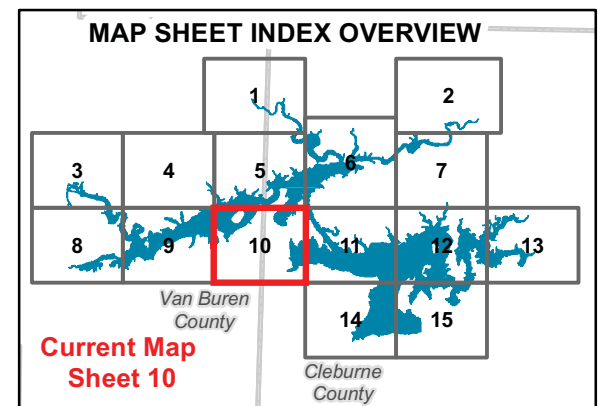 MAP SHEET INDEX OVERVIEW
1
2
3
4
5
6
7
8
9
10
11
12
13
Van Buren
County
14
15
Current Map
Sheet 10
Cleburne
County